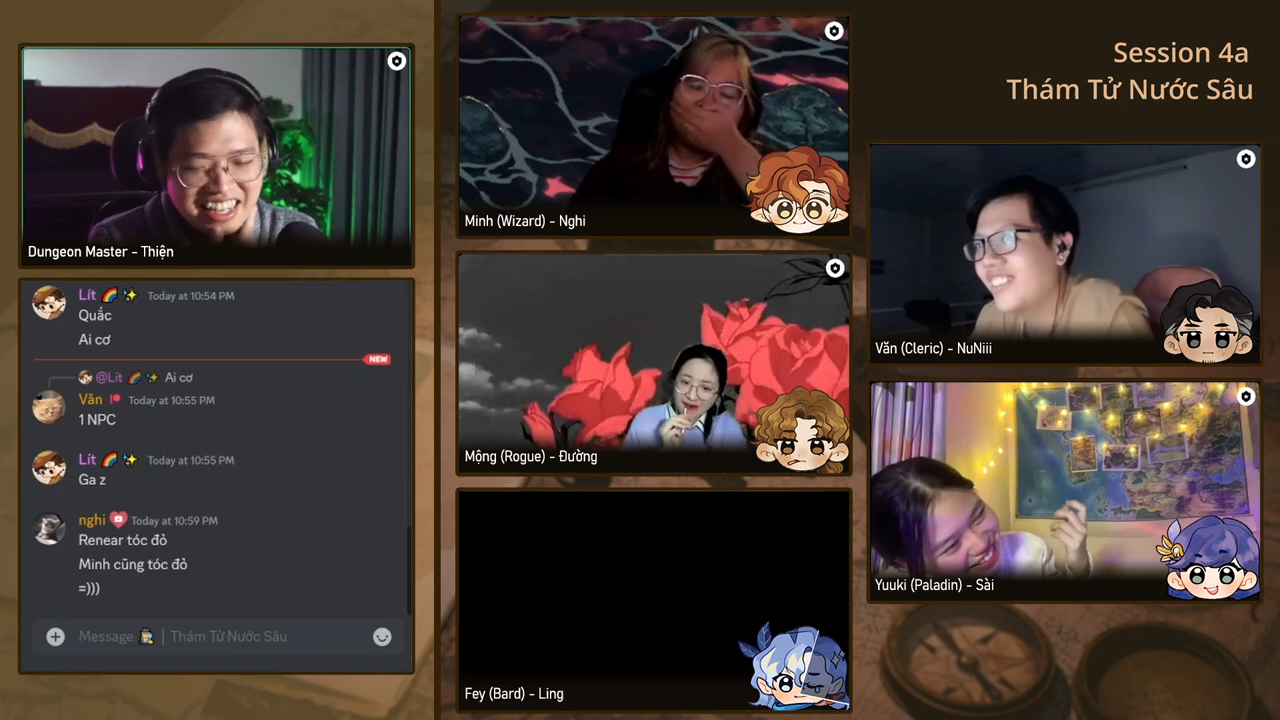 Session 4a
Thám Tử Nước Sâu
Dungeon Master - Thiện
Lít Today at 10:54 PM
Quắc
Ai cơ
NEW
@Lít Ai cơ
Văn Today at 10:55 PM
1 NPC
Lít Today at 10:55 PM
Ga z
nghi Today at 10:59 PM
Renear tóc đỏ
Minh cũng tóc đỏ
=)))
Message | Thám Tử Nước Sâu
Minh (Wizard) - Nghi
Mộng (Rogue) - Đường
Fey (Bard) - Ling
Văn (Cleric) - NuNiii
Yuuki (Paladin) - Sài